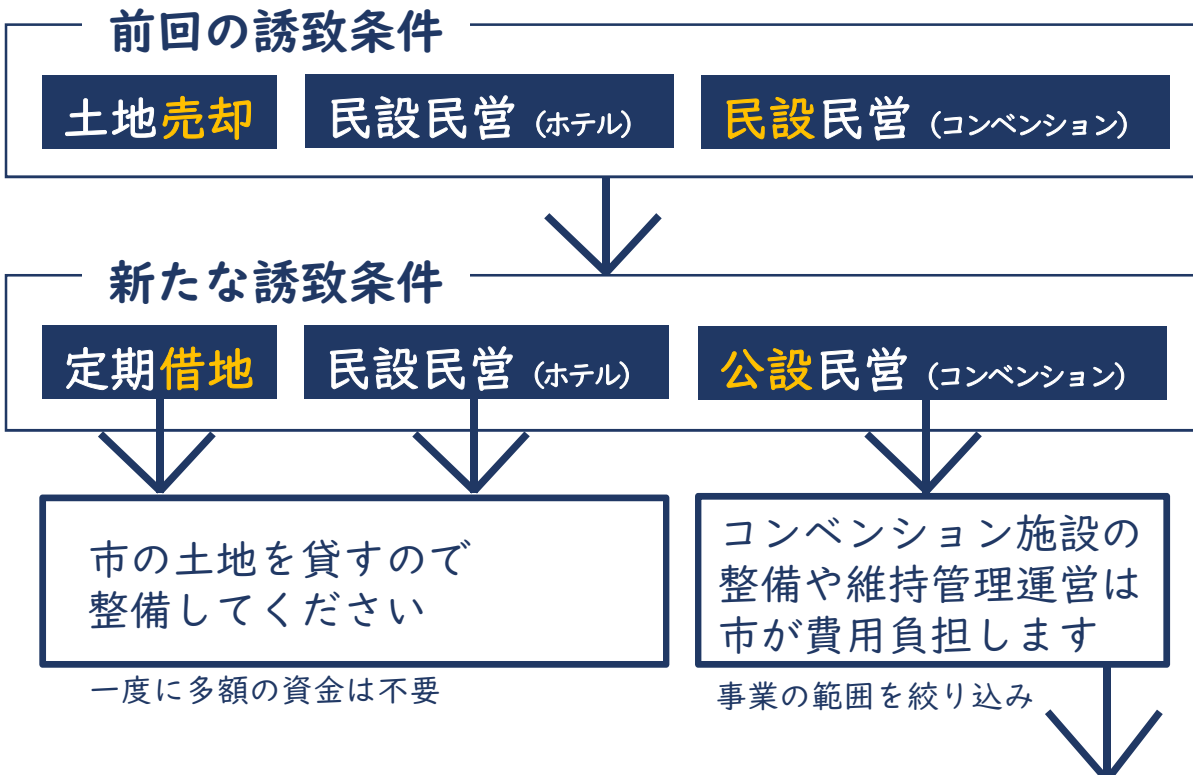 前回の誘致条件
土地売却 民設民営(ホテル) 民設民営(コンベンション)
新たな誘致条件
定期借地 民設民営(ホテル) 公設民営(コンベンション)
市の土地を貸すので
整備してください
一度に多額の資金は不要
コンベンション施設の
整備や維持管理運営は
市が費用負担します
事業の範囲を絞り込み